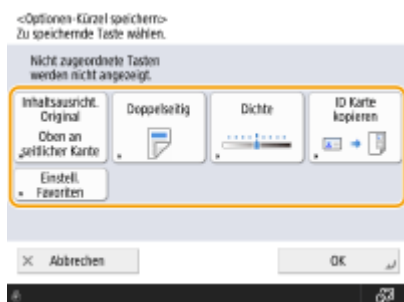 <Optionen-Kürzel speichern>
Zu speichernde Taste wählen.
Nicht zugeordnete Tasten
werden nicht angezeigt.
Inhaltsausricht.
Original
Oben an
seitlicher Kante
Doppelseitig
Dichte
ID Karte
kopieren
Einstell.
Favoriten
Abbrechen
OK